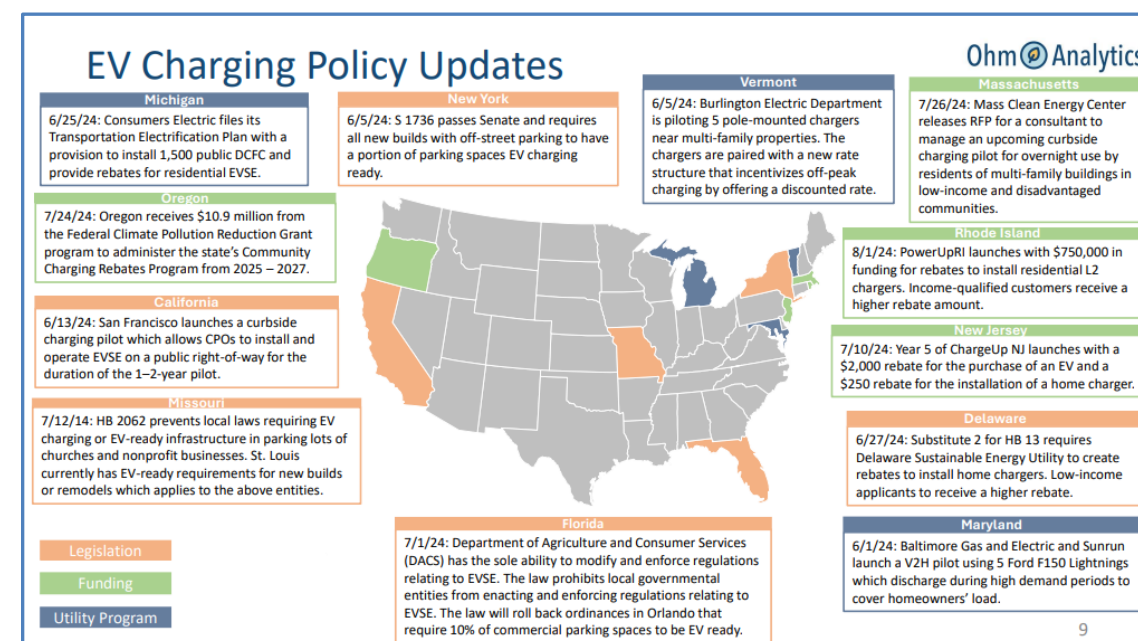 EV Charging Policy Updates
Ohm Analytics
Michigan
6/25/24: Consumers Electric files its
Transportation Electrification Plan with a
provision to install 1,500 public DCFC and
provide rebates for residential EVSE.
New York
6/5/24: S 1736 passes Senate and requires
all new builds with off-street parking to have
a portion of parking spaces EV charging
ready.
Vermont
6/5/24: Burlington Electric Department
is piloting 5 pole-mounted chargers
near multi-family properties. The
chargers are paired with a new rate
structure that incentivizes off-peak
charging by offering a discounted rate.
Massachusetts
7/26/24: Mass Clean Energy Center
releases RFP for a consultant to
manage an upcoming curbside
charging pilot for overnight use by
residents of multi-family buildings in
low-income and disadvantaged
communities.
Oregon
7/24/24: Oregon receives $10.9 million from
the Federal Climate Pollution Reduction Grant
program to administer the state's Community
Charging Rebates Program from 2025 – 2027.
Rhode Island
8/1/24: PowerUpRI launches with $750,000 in
funding for rebates to install residential L2
chargers. Income-qualified customers receive a
higher rebate amount.
California
6/13/24: San Francisco launches a curbside
charging pilot which allows CPOs to install and
operate EVSE on a public right-of-way for the
duration of the 1–2-year pilot.
New Jersey
7/10/24: Year 5 of ChargeUp NJ launches with a
$2,000 rebate for the purchase of an EV and a
$250 rebate for the installation of a home charger.
Missouri
7/12/14: HB 2062 prevents local laws requiring EV
charging or EV-ready infrastructure in parking lots of
churches and nonprofit businesses. St. Louis
currently has EV-ready requirements for new builds
or remodels which applies to the above entities.
Delaware
6/27/24: Substitute 2 for HB 13 requires
Delaware Sustainable Energy Utility to create
rebates to install home chargers. Low-income
applicants to receive a higher rebate.
Florida
7/1/24: Department of Agriculture and Consumer Services
(DACS) has the sole ability to modify and enforce regulations
relating to EVSE. The law prohibits local governmental
entities from enacting and enforcing regulations relating to
EVSE. The law will roll back ordinances in Orlando that
require 10% of commercial parking spaces to be EV ready.
Maryland
6/1/24: Baltimore Gas and Electric and Sunrun
launch a V2H pilot using 5 Ford F150 Lightnings
which discharge during high demand periods to
cover homeowners' load.
Legislation
Funding
Utility Program
9